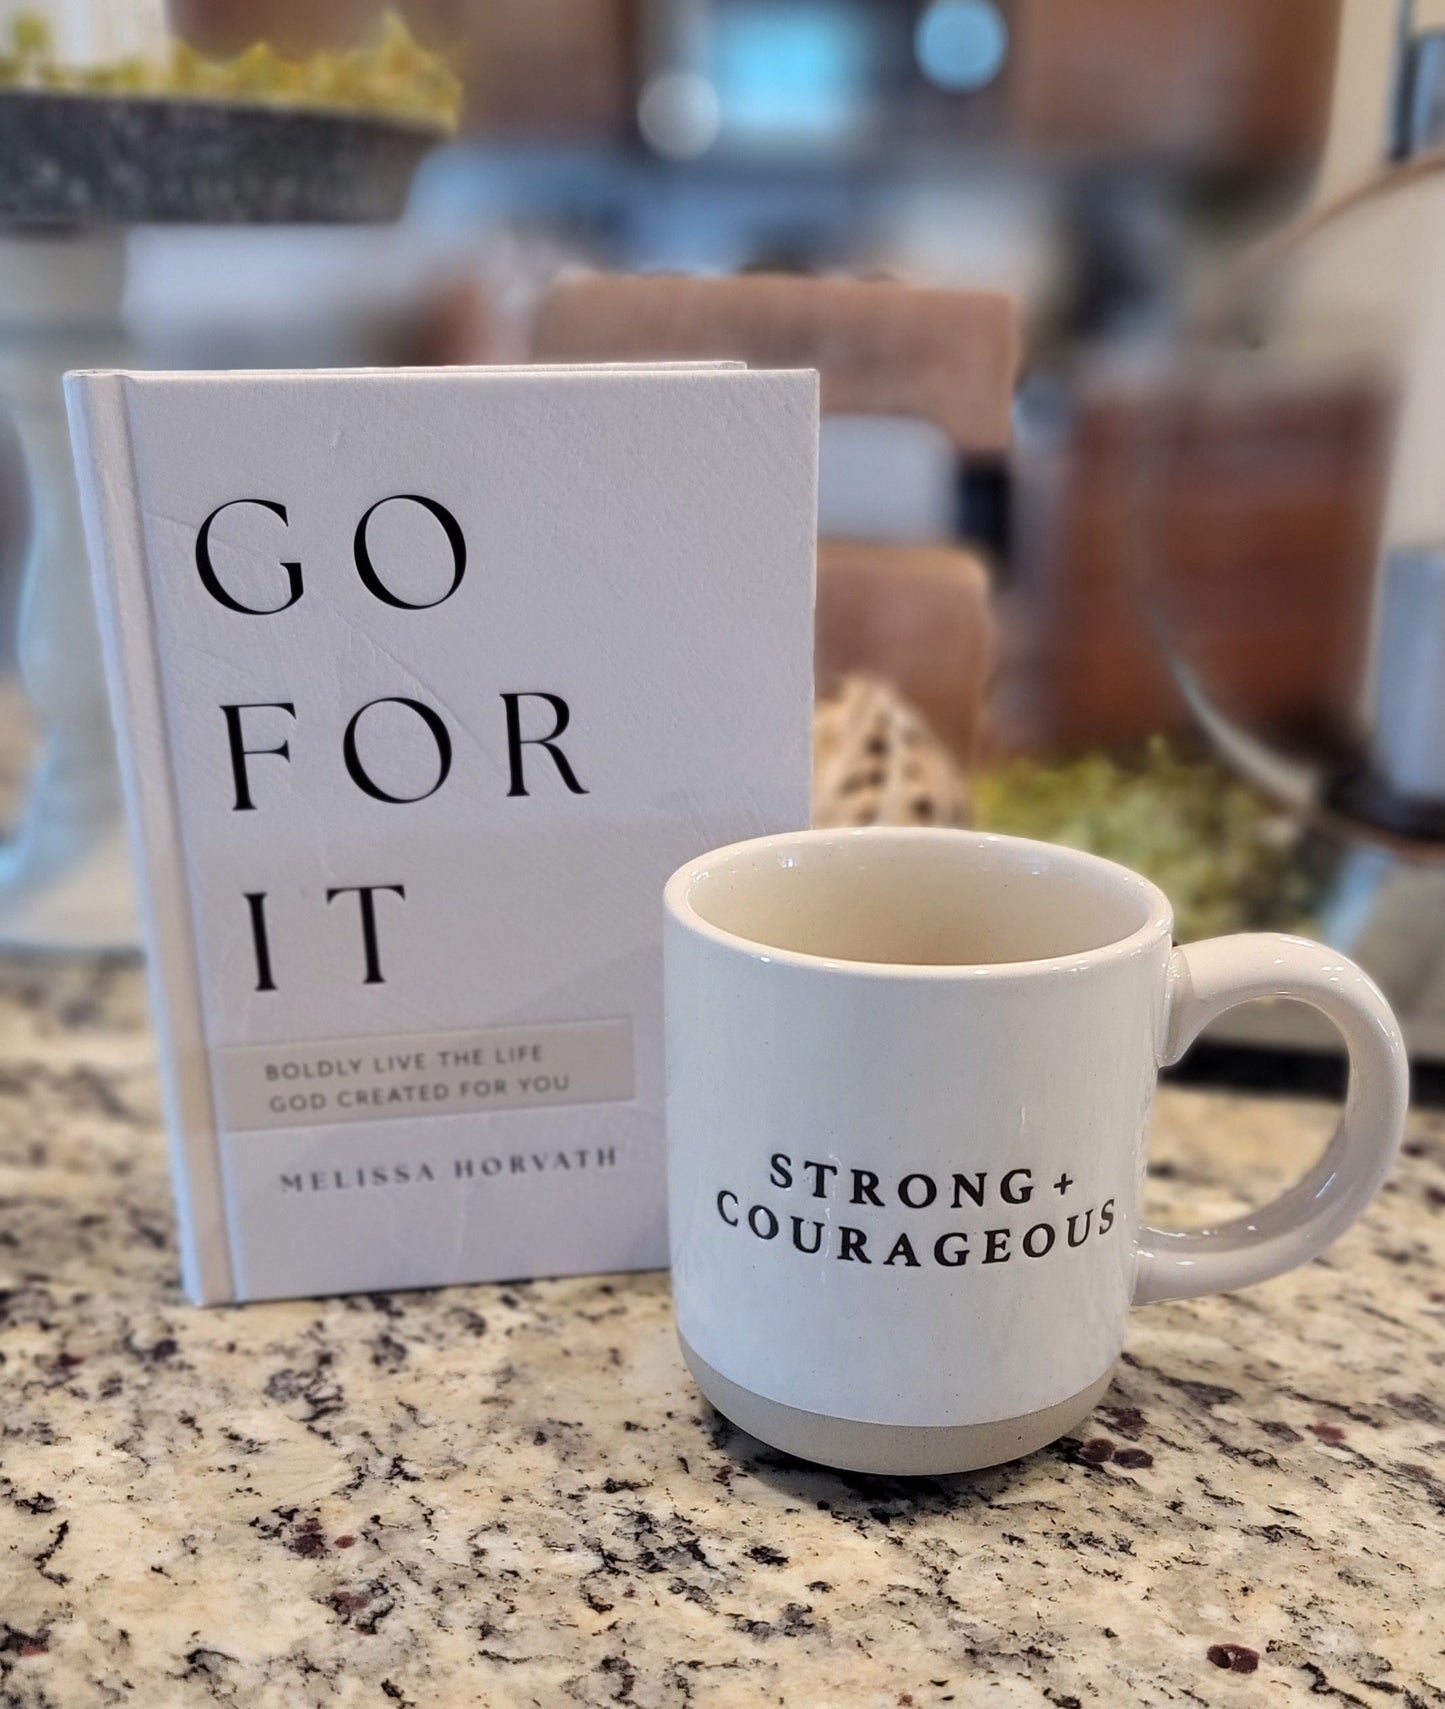 GO
FOR
IT
BOLDLY LIVE THE LIFE
GOD CREATED FOR YOU
MELISSA HORVATH
STRONG +
COURAGEOUS